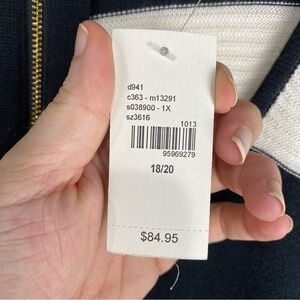 d941
c363 - m13291
s038900 - 1X
sz3616
1013
95969279
18/20
$84.95